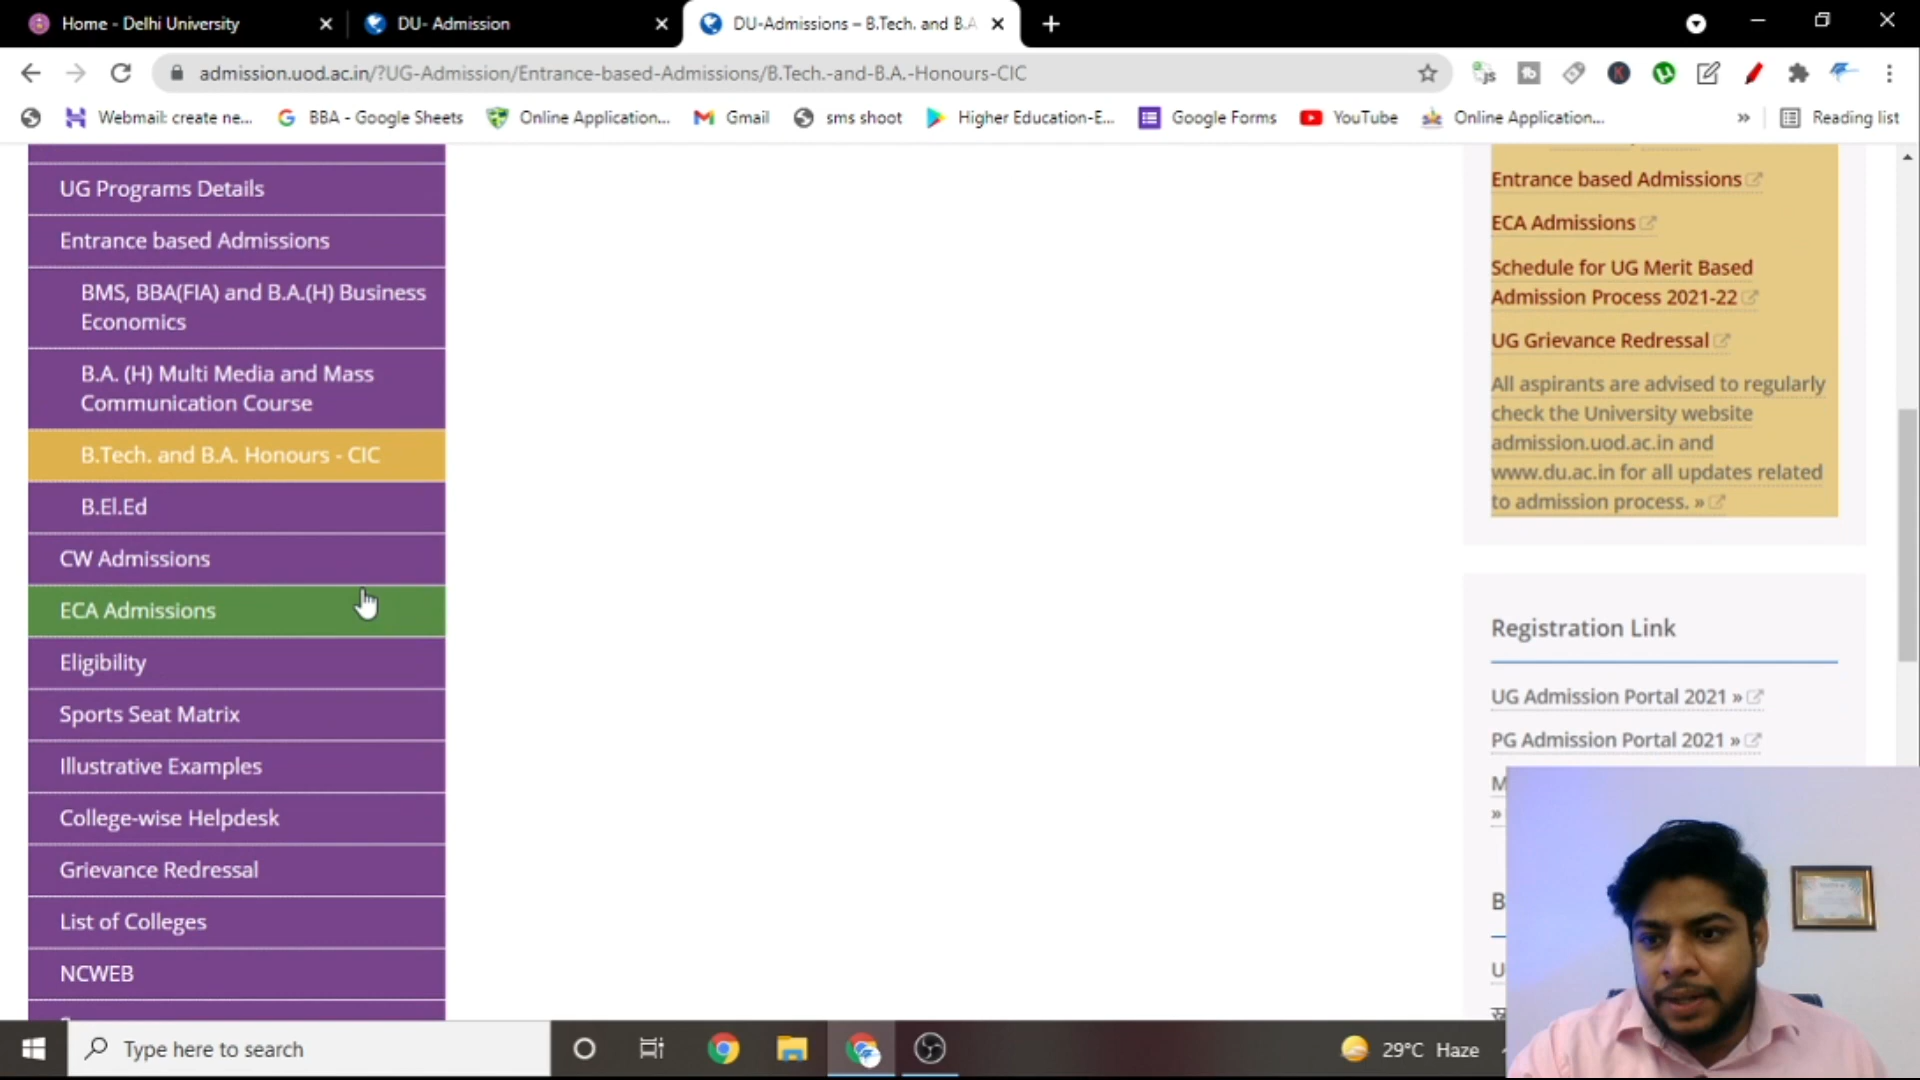 Home - Delhi University
DU- Admission
DU-Admissions – B.Tech. and B.A
admission.uod.ac.in/?UG-Admission/Entrance-based-Admissions/B.Tech.-and-B.A.-Honours-CIC
Webmail: create ne...
BBA - Google Sheets
Online Application...
Gmail
sms shoot
Higher Education-E...
Google Forms
YouTube
Online Application...
»
Reading list
UG Programs Details
Entrance based Admissions
BMS, BBA(FIA) and B.A.(H) Business
Economics
B.A. (H) Multi Media and Mass
Communication Course
B.Tech. and B.A. Honours - CIC
B.El.Ed
CW Admissions
ECA Admissions
Eligibility
Sports Seat Matrix
Illustrative Examples
College-wise Helpdesk
Grievance Redressal
List of Colleges
NCWEB
Entrance based Admissions
ECA Admissions
Schedule for UG Merit Based
Admission Process 2021-22
UG Grievance Redressal
All aspirants are advised to regularly
check the University website
admission.uod.ac.in and
www.du.ac.in for all updates related
to admission process. »
Registration Link
UG Admission Portal 2021 »
PG Admission Portal 2021 »
M
»
B
U
Type here to search
29°C Haze